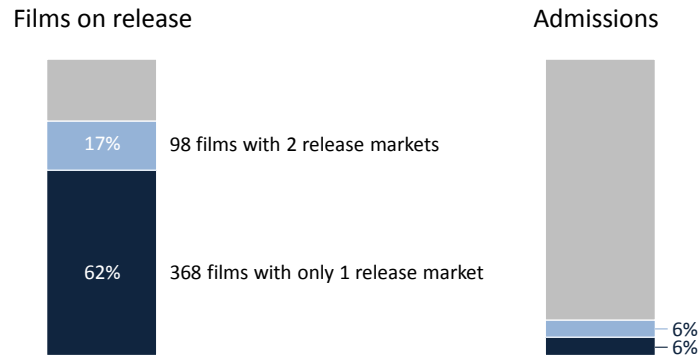 Films on release
Admissions
17%
98 films with 2 release markets
62%
368 films with only 1 release market
6%
6%